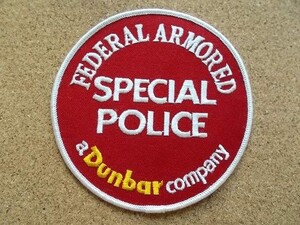 FEDERAL ARMORED
SPECIAL
POLICE
a Dunbar company